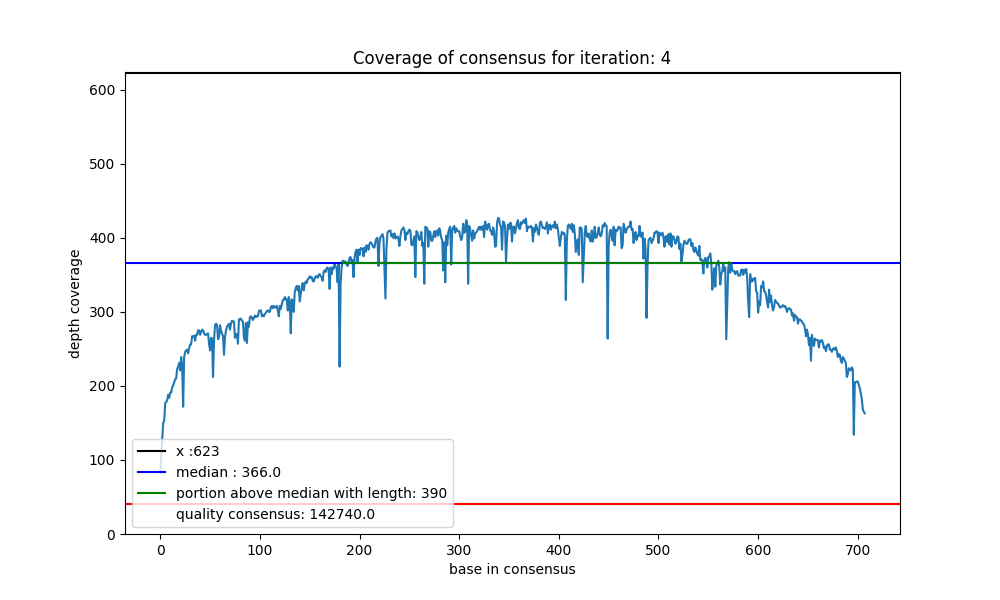 Coverage of consensus for iteration: 4
depth coverage
600
500
400
300
200
100
0
x :623
median : 366.0
portion above median with length: 390
quality consensus: 142740.0
0 100 200 300 400 500 600 700
base in consensus